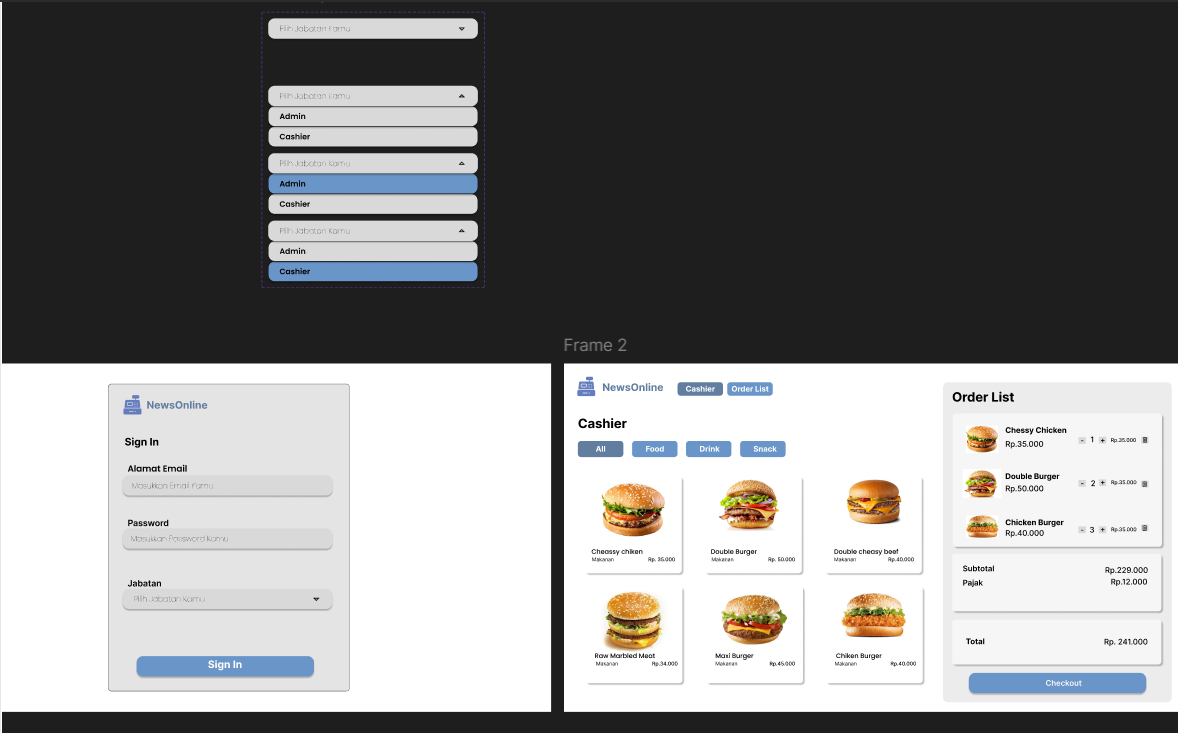 Pilih Jabatan Kamu
Pilih Jabatan Kamu
Admin
Cashier
Pilih Jabatan Kamu
Admin
Cashier
Pilih Jabatan Kamu
Admin
Cashier
Frame 2
NewsOnline
Sign In
Alamat Email
Masukkan Email Kamu
Password
Masukkan Password Kamu
Jabatan
Pilih Jabatan Kamu
Sign In
NewsOnline
Cashier
Order List
Cashier
All
Food
Drink
Snack
Cheassy chiken
Makanan
Rp. 35.000
Double Burger
Makanan
Rp. 50.000
Double cheasy beef
Makanan
Rp.40.000
Raw Marbled Meat
Makanan
Rp.34.000
Maxi Burger
Makanan
Rp.45.000
Chiken Burger
Makanan
Rp.40.000
Order List
Chessy Chicken
Rp.35.000
- 1 + Rp.35.000
Double Burger
Rp.50.000
- 2 + Rp.35.000
Chicken Burger
Rp.40.000
- 3 + Rp.35.000
Subtotal Rp.229.000
Pajak Rp.12.000
Total Rp. 241.000
Checkout